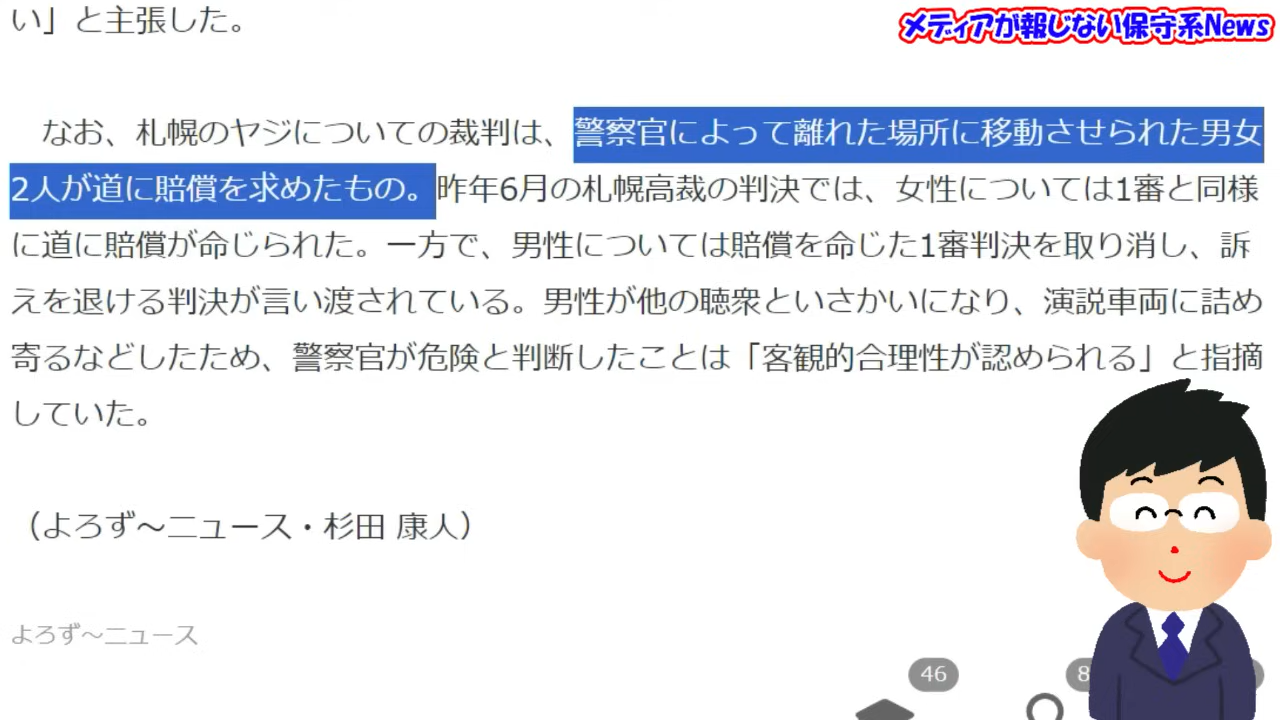 い」と主張した。
メディアが報じない保守系News
なお、札幌のヤジについての裁判は、警察官によって離れた場所に移動させられた男女
2人が道に賠償を求めたもの。昨年6月の札幌高裁の判決では、女性については1審と同様
に道に賠償が命じられた。一方で、男性については賠償を命じた1審判決を取り消し、訴
えを退ける判決が言い渡されている。男性が他の聴衆といさかいになり、演説車両に詰め
寄るなどしたため、警察官が危険と判断したことは「客観的合理性が認められる」と指摘
していた。
（よろず〜ニュース・杉田 康人）
よろず〜ニュース
46